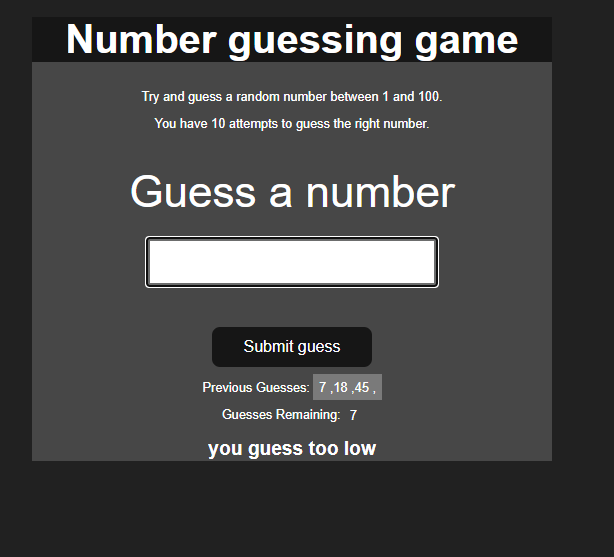 Number guessing game
Try and guess a random number between 1 and 100.
You have 10 attempts to guess the right number.
Guess a number
Submit guess
Previous Guesses: 7 ,18 ,45 ,
Guesses Remaining: 7
you guess too low